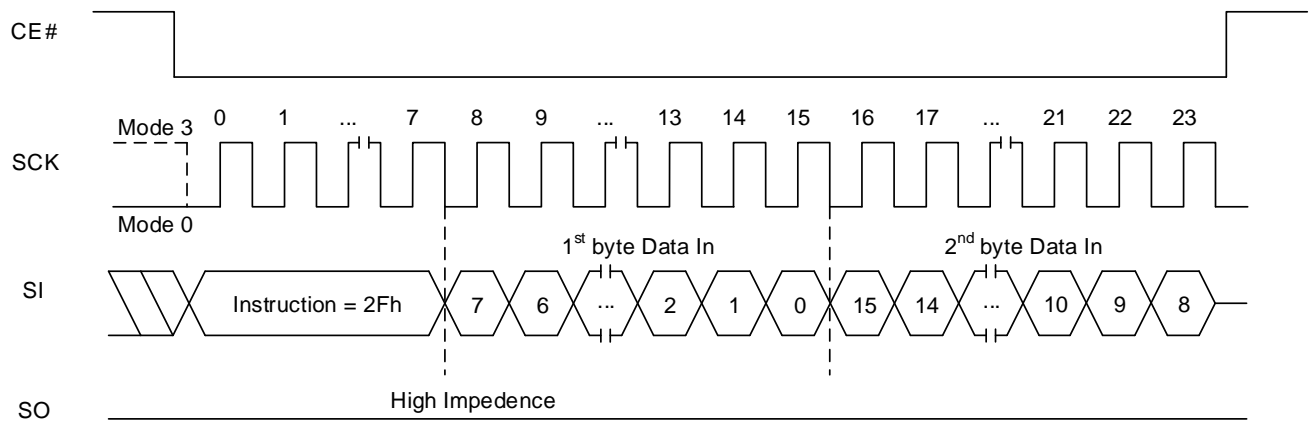 CE#
0 1 ... 7 8 9 ... 13 14 15 16 17 ... 21 22 23
Mode 3
SCK
Mode 0
1st byte Data In 2nd byte Data In
SI Instruction = 2Fh 7 6 ... 2 1 0 15 14 ... 10 9 8
High Impedence
SO